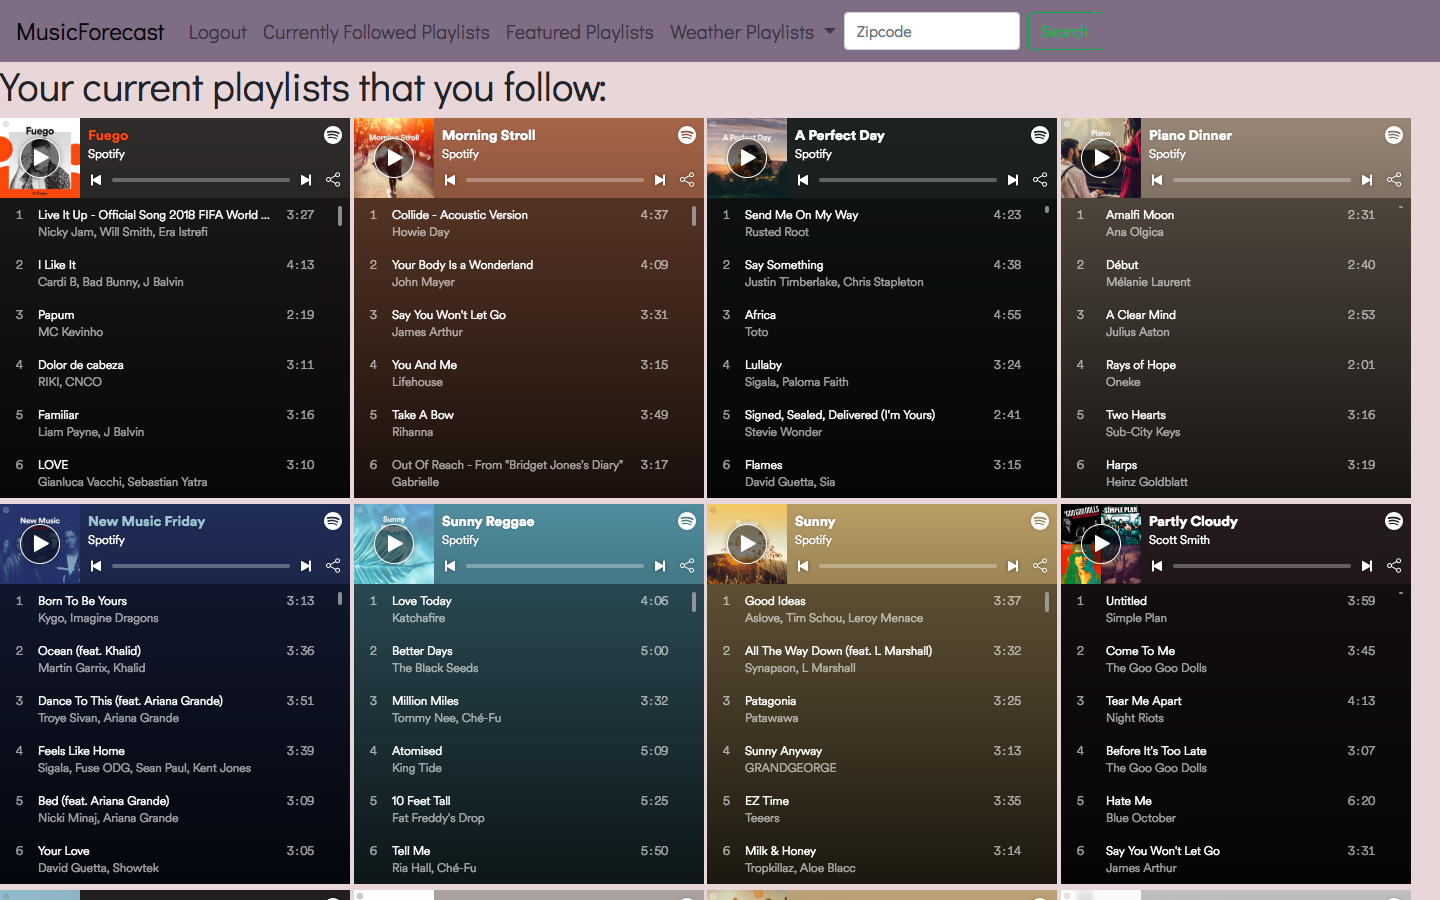 MusicForecast Logout Currently Followed Playlists Featured Playlists Weather Playlists Zipcode Search
Your current playlists that you follow:
Fuego
Fuego
Spotify
1 Live It Up - Official Song 2018 FIFA World ... 3:27
Nicky Jam, Will Smith, Era Istrefi
2 I Like It 4:13
Cardi B, Bad Bunny, J Balvin
3 Papum 2:19
MC Kevinho
4 Dolor de cabeza 3:11
RIKI, CNCO
5 Familiar 3:16
Liam Payne, J Balvin
6 LOVE 3:10
Gianluca Vacchi, Sebastian Yatra
Morning Stroll
Morning Stroll
Spotify
1 Collide - Acoustic Version 4:37
Howie Day
2 Your Body Is a Wonderland 4:09
John Mayer
3 Say You Won't Let Go 3:31
James Arthur
4 You And Me 3:15
Lifehouse
5 Take A Bow 3:49
Rihanna
6 Out Of Reach - From "Bridget Jones's Diary" 3:17
Gabrielle
A Perfect Day
A Perfect Day
Spotify
1 Send Me On My Way 4:23
Rusted Root
2 Say Something 4:38
Justin Timberlake, Chris Stapleton
3 Africa 4:55
Toto
4 Lullaby 3:24
Sigala, Paloma Faith
5 Signed, Sealed, Delivered (I'm Yours) 2:41
Stevie Wonder
6 Flames 3:15
David Guetta, Sia
Piano
Piano Dinner
Spotify
1 Amalfi Moon 2:31
Ana Olgica
2 Début 2:40
Mélanie Laurent
3 A Clear Mind 2:53
Julius Aston
4 Rays of Hope 2:01
Oneke
5 Two Hearts 3:16
Sub-City Keys
6 Harps 3:19
Heinz Goldblatt
New Music
New Music Friday
Spotify
1 Born To Be Yours 3:13
Kygo, Imagine Dragons
2 Ocean (feat. Khalid) 3:36
Martin Garrix, Khalid
3 Dance To This (feat. Ariana Grande) 3:51
Troye Sivan, Ariana Grande
4 Feels Like Home 3:39
Sigala, Fuse ODG, Sean Paul, Kent Jones
5 Bed (feat. Ariana Grande) 3:09
Nicki Minaj, Ariana Grande
6 Your Love 3:05
David Guetta, Showtek
Sunny
Sunny Reggae
Spotify
1 Love Today 4:06
Katchafire
2 Better Days 5:00
The Black Seeds
3 Million Miles 3:32
Tommy Nee, Ché-Fu
4 Atomised 5:09
King Tide
5 10 Feet Tall 5:25
Fat Freddy's Drop
6 Tell Me 5:50
Ria Hall, Ché-Fu
Sunny
Spotify
1 Good Ideas 3:37
Aslove, Tim Schou, Leroy Menace
2 All The Way Down (feat. L Marshall) 3:32
Synapson, L Marshall
3 Patagonia 3:25
Patawawa
4 Sunny Anyway 3:13
GRANDGEORGE
5 EZ Time 3:35
Teeers
6 Milk & Honey 3:14
Tropkillaz, Aloe Blacc
GOO GOO DOLLS
SIMPLE PLAN
Partly Cloudy
Scott Smith
1 Untitled 3:59
Simple Plan
2 Come To Me 3:45
The Goo Goo Dolls
3 Tear Me Apart 4:13
Night Riots
4 Before It's Too Late 3:07
The Goo Goo Dolls
5 Hate Me 6:20
Blue October
6 Say You Won't Let Go 3:31
James Arthur